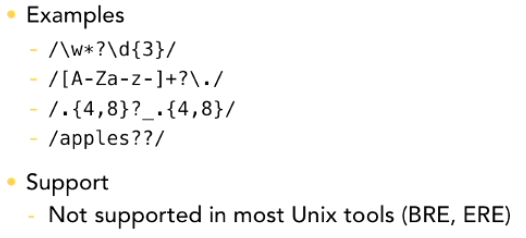 • Examples
- /\w*?\d{3}/
- /[A-Za-z-]+?\./
- /.{4,8}?_.{4,8}/
- /apples??/
• Support
- Not supported in most Unix tools (BRE, ERE)